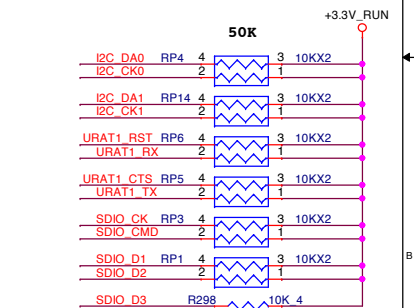 +3.3V_RUN
50K
I2C_DA0 RP4 4 3 10KX2
I2C_CK0 2 1
I2C_DA1 RP14 4 3 10KX2
I2C_CK1 2 1
URAT1_RST RP6 4 3 10KX2
URAT1_RX 2 1
URAT1_CTS RP5 4 3 10KX2
URAT1_TX 2 1
SDIO_CK RP3 4 3 10KX2
SDIO_CMD 2 1
B
SDIO_D1 RP1 4 3 10KX2
SDIO_D2 2 1
SDIO_D3 R298 10K_4